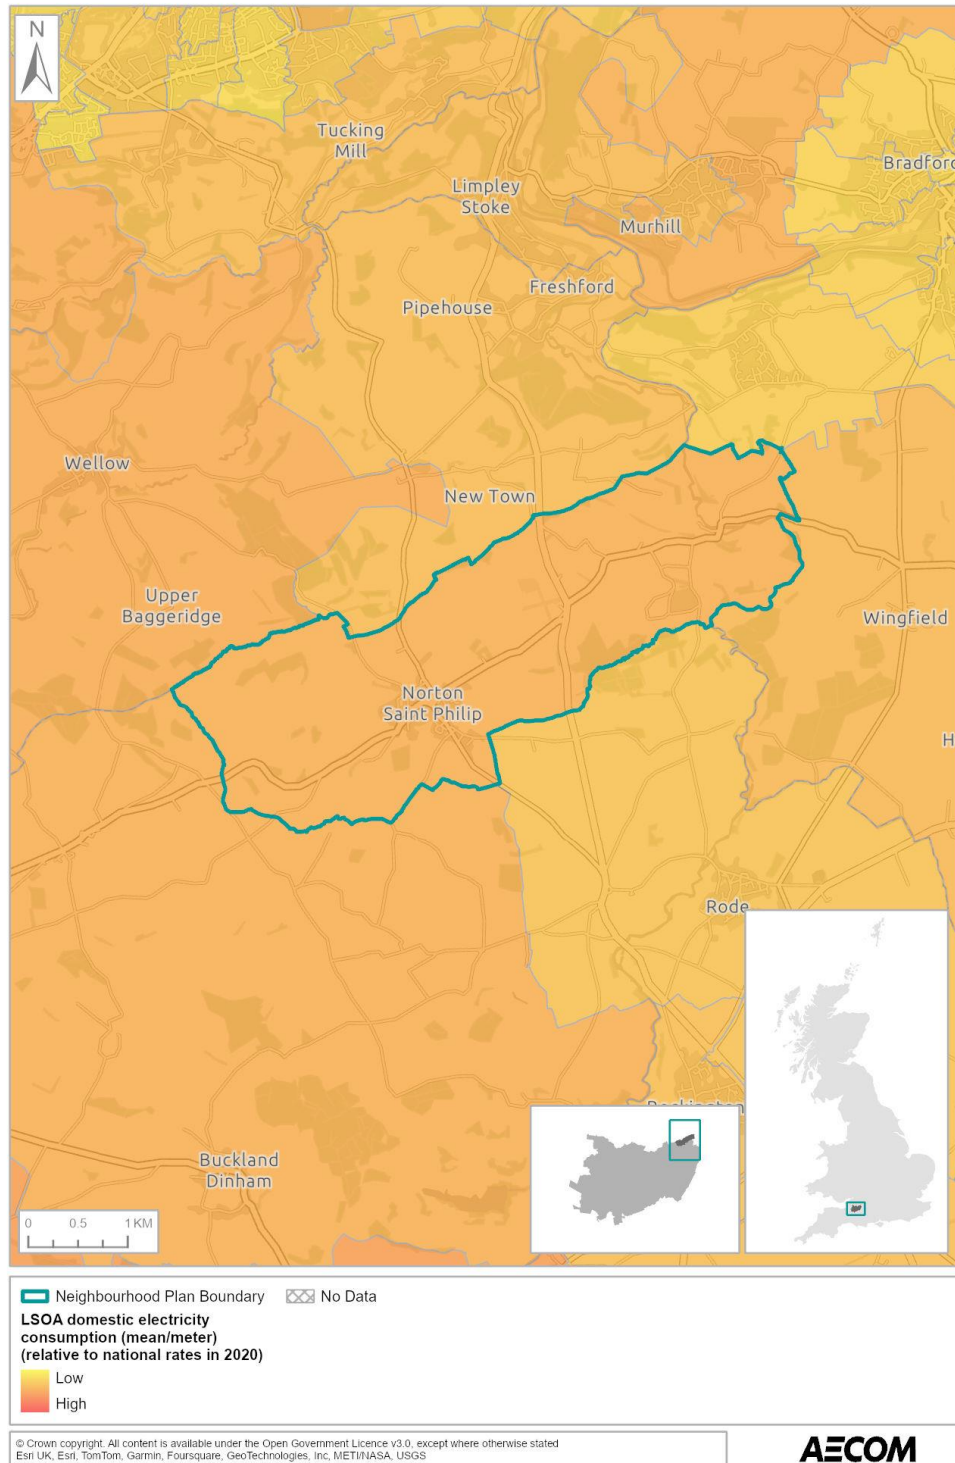 N
Tucking
Mill
Bradford
Limpley
Stoke
Murhill
Freshford
Pipehouse
Wellow
New Town
Upper
Baggeridge
Wingfield
Norton
Saint Philip
H
Rode
Buckland
Dinham
0 0.5 1 KM
Neighbourhood Plan Boundary No Data
LSOA domestic electricity
consumption (mean/meter)
(relative to national rates in 2020)
Low
High
© Crown copyright. All content is available under the Open Government Licence v3.0, except where otherwise stated
Esri UK, Esri, TomTom, Garmin, Foursquare, GeoTechnologies, Inc, METI/NASA, USGS
AECOM